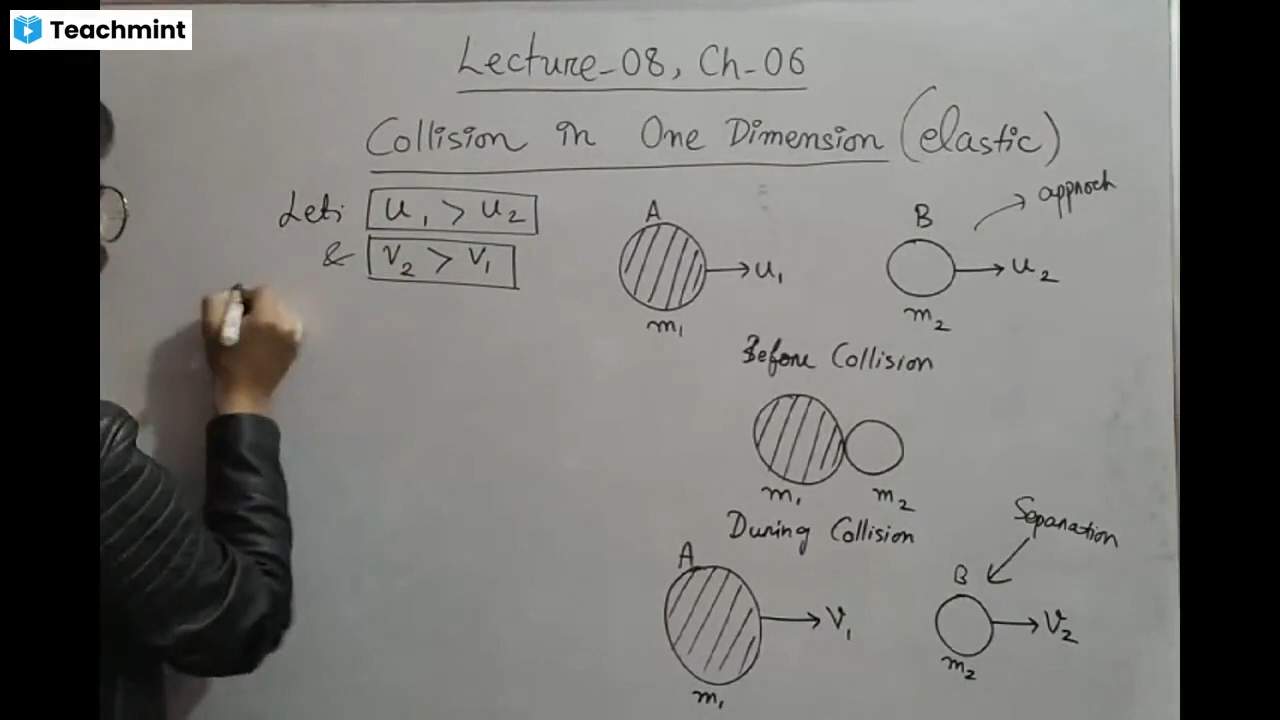 Teachmint
Lecture-08, Ch-06
Collision in One Dimension (elastic)
Let: u₁ > u₂
& V₂ > V₁
A
u₁
m₁
B
u₂
m₂
approch
Before Collision
m₁
m₂
During Collision
Separation
A
V₁
m₁
B
V₂
m₂